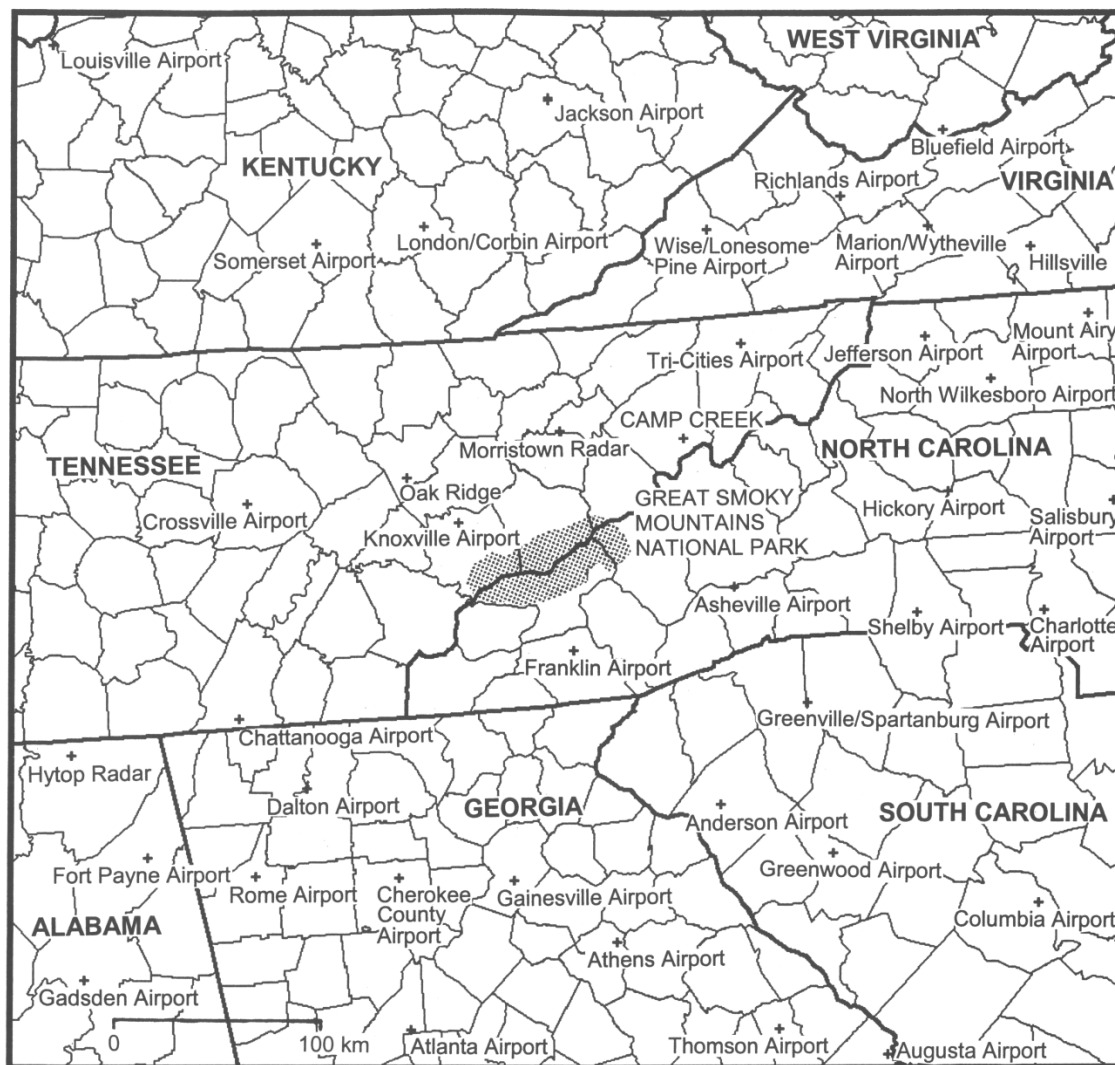 WEST VIRGINIA
Louisville Airport
Jackson Airport
Bluefield Airport
KENTUCKY
Richlands Airport
VIRGINIA
London/Corbin Airport
Somerset Airport
Wise/Lonesome
Pine Airport
Marion/Wytheville
Airport
Hillsville
Tri-Cities Airport
Jefferson Airport
Mount Airy
Airport
North Wilkesboro Airport
CAMP CREEK
Morristown Radar
NORTH CAROLINA
TENNESSEE
Oak Ridge
Crossville Airport
Knoxville Airport
GREAT SMOKY
MOUNTAINS
NATIONAL PARK
Hickory Airport
Salisbury
Airport
Asheville Airport
Shelby Airport
Charlotte
Airport
Franklin Airport
Greenville/Spartanburg Airport
Chattanooga Airport
Hytop Radar
Dalton Airport
GEORGIA
Anderson Airport
SOUTH CAROLINA
Fort Payne Airport
Rome Airport
Cherokee
County
Airport
Gainesville Airport
Greenwood Airport
Columbia Airport
ALABAMA
Athens Airport
Gadsden Airport
0 100 km
Atlanta Airport
Thomson Airport
Augusta Airport